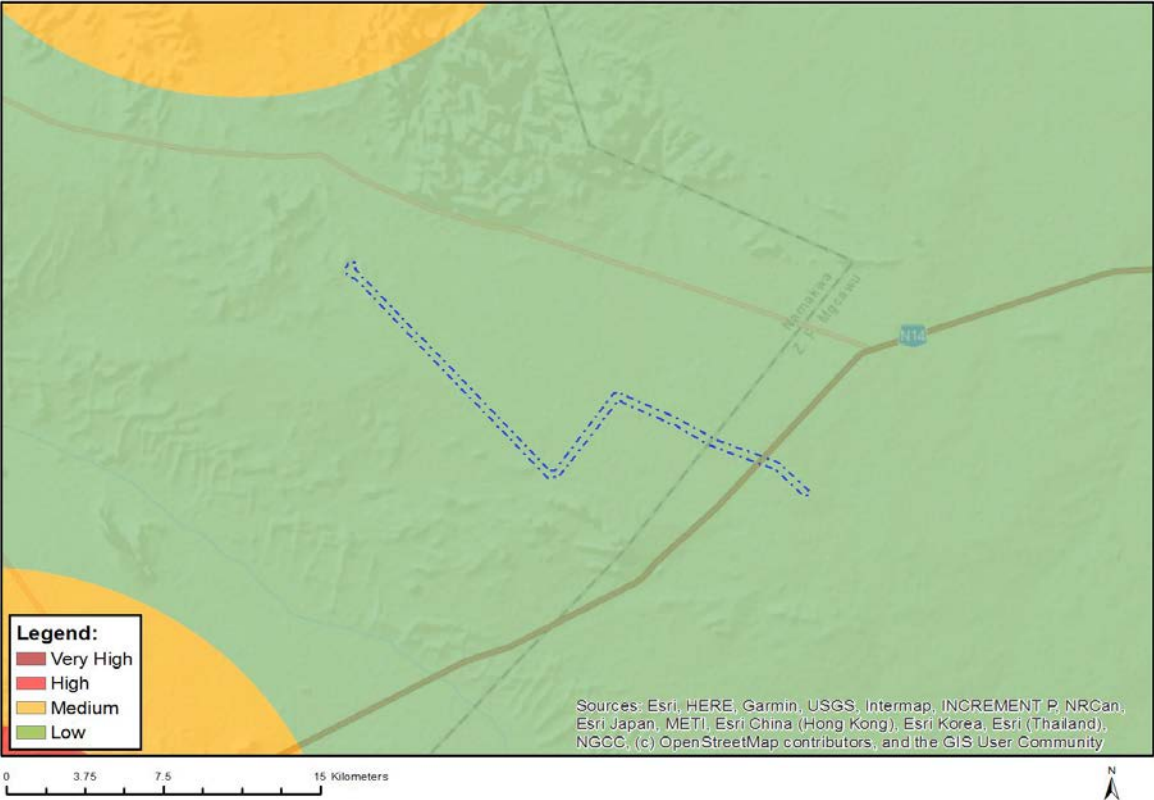 Namakwa
Z F Mgcawu
N14
Legend:
Very High
High
Medium
Low
Sources: Esri, HERE, Garmin, USGS, Intermap, INCREMENT P, NRCan,
Esri Japan, METI, Esri China (Hong Kong), Esri Korea, Esri (Thailand),
NGCC, (c) OpenStreetMap contributors, and the GIS User Community
0 3.75 7.5 15 Kilometers
N